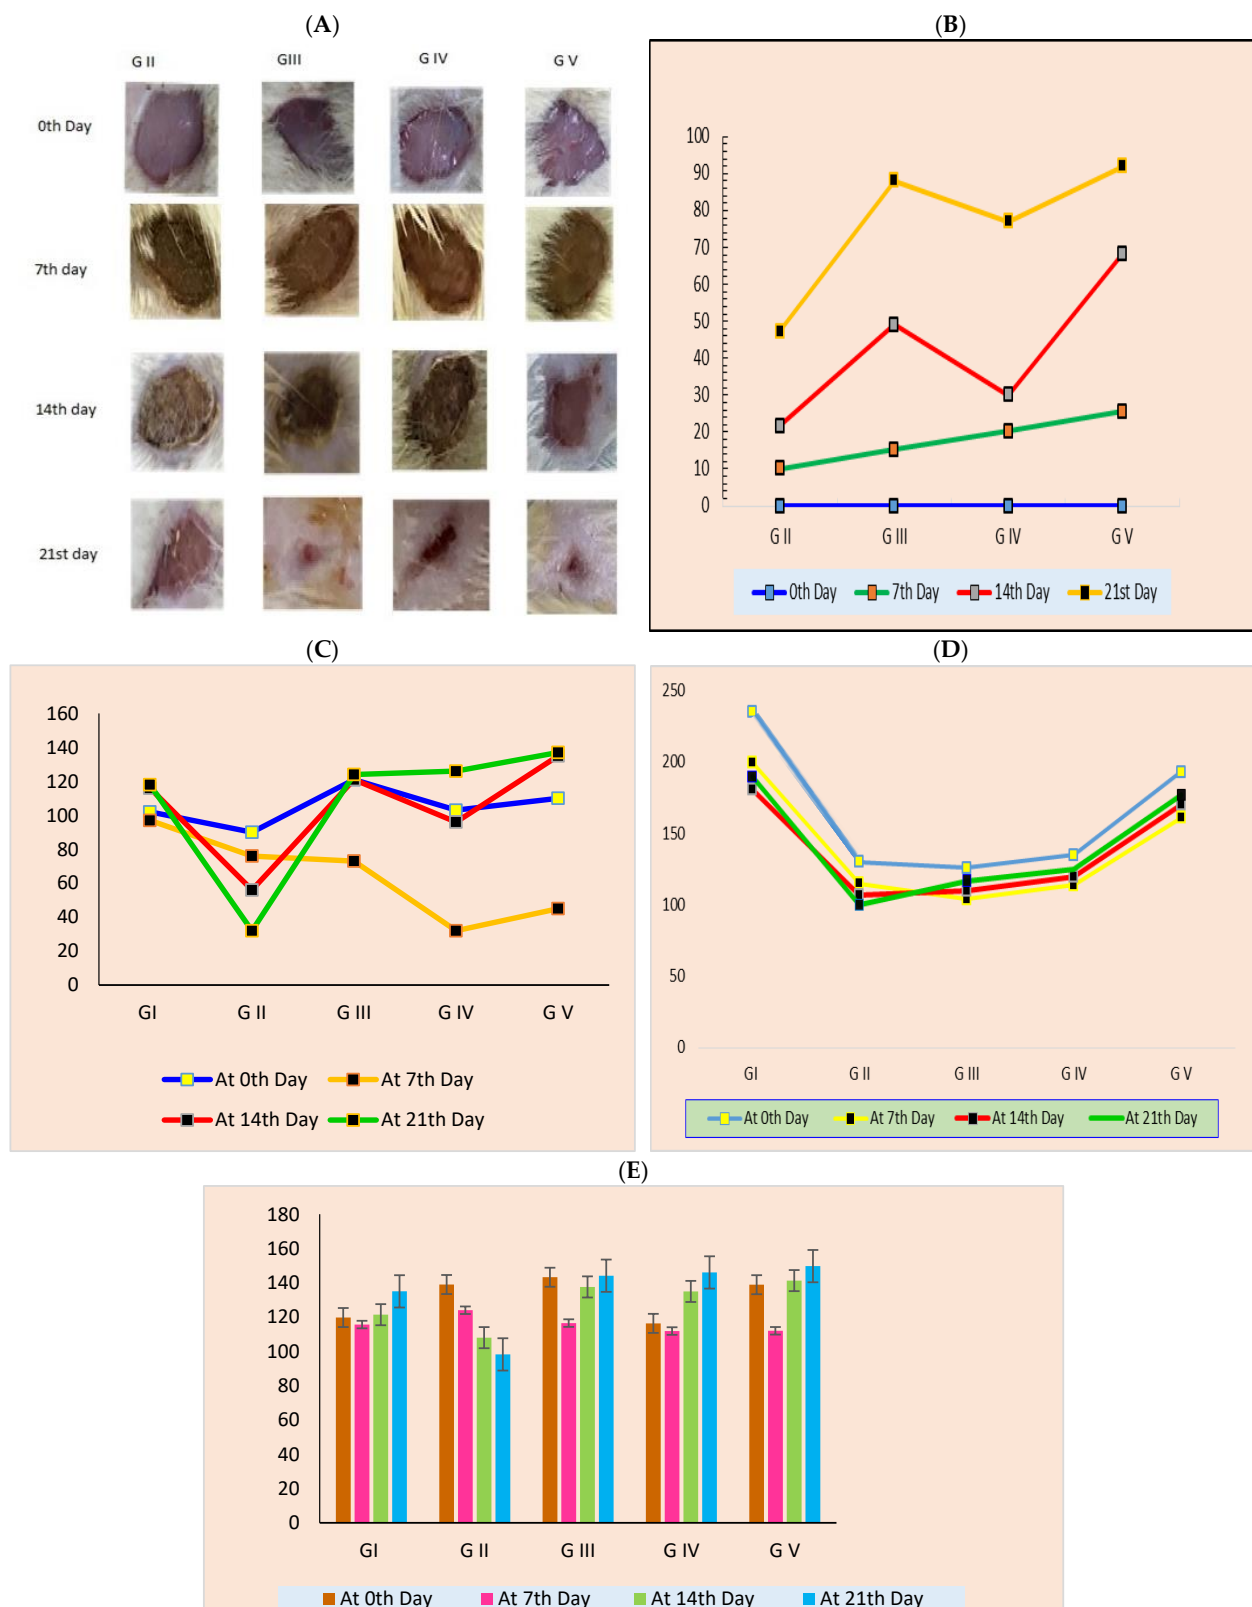 (A)
G II GIII G IV G V
0th Day
7th day
14th day
21st day
(B)
100
90
80
70
60
50
40
30
20
10
0
G II G III G IV G V
0th Day 7th Day 14th Day 21st Day
(C)
160
140
120
100
80
60
40
20
0
GI G II G III G IV G V
At 0th Day At 7th Day
At 14th Day At 21th Day
(D)
250
200
150
100
50
0
GI G II G III G IV G V
At 0th Day At 7th Day At 14th Day At 21th Day
(E)
180
160
140
120
100
80
60
40
20
0
GI G II G III G IV G V
At 0th Day At 7th Day At 14th Day At 21th Day